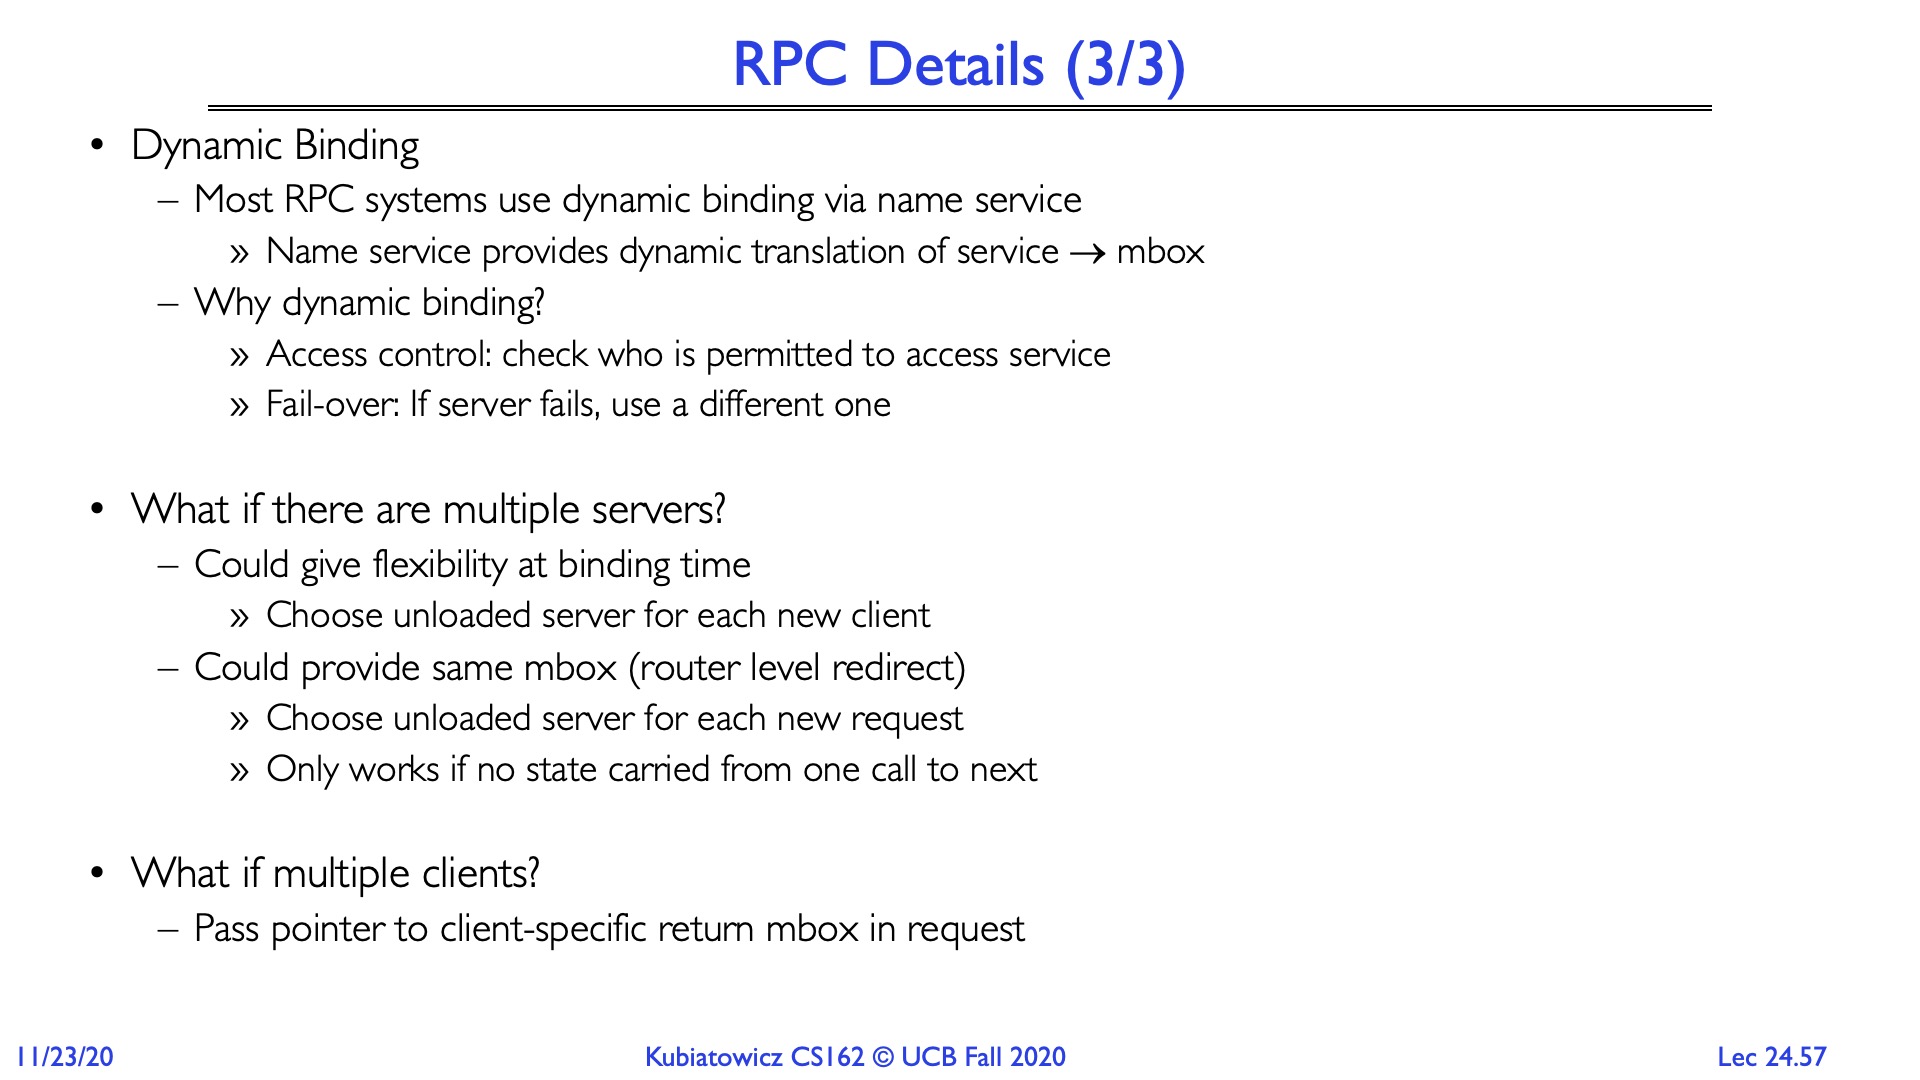 RPC Details (3/3)
• Dynamic Binding
– Most RPC systems use dynamic binding via name service
» Name service provides dynamic translation of service → mbox
– Why dynamic binding?
» Access control: check who is permitted to access service
» Fail-over: If server fails, use a different one
• What if there are multiple servers?
– Could give flexibility at binding time
» Choose unloaded server for each new client
– Could provide same mbox (router level redirect)
» Choose unloaded server for each new request
» Only works if no state carried from one call to next
• What if multiple clients?
– Pass pointer to client-specific return mbox in request
11/23/20
Kubiatowicz CS162 © UCB Fall 2020
Lec 24.57